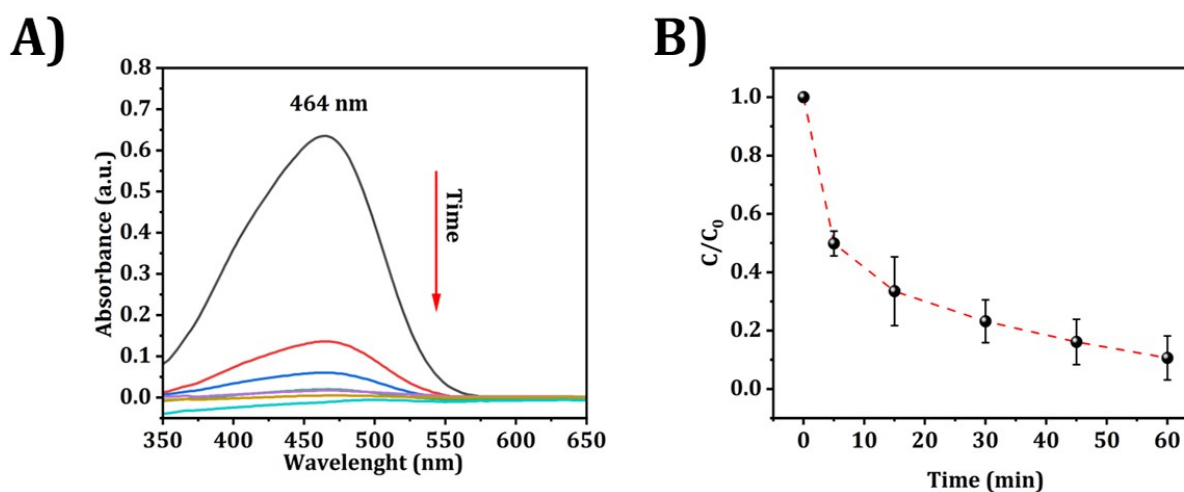 A)
0.8
0.7
0.6
0.5
0.4
0.3
0.2
0.1
0.0
Absorbance (a.u.)
464 nm
Time
350 400 450 500 550 600 650
Wavelenght (nm)
B)
1.0
0.8
0.6
0.4
0.2
0.0
C/C₀
0 10 20 30 40 50 60
Time (min)